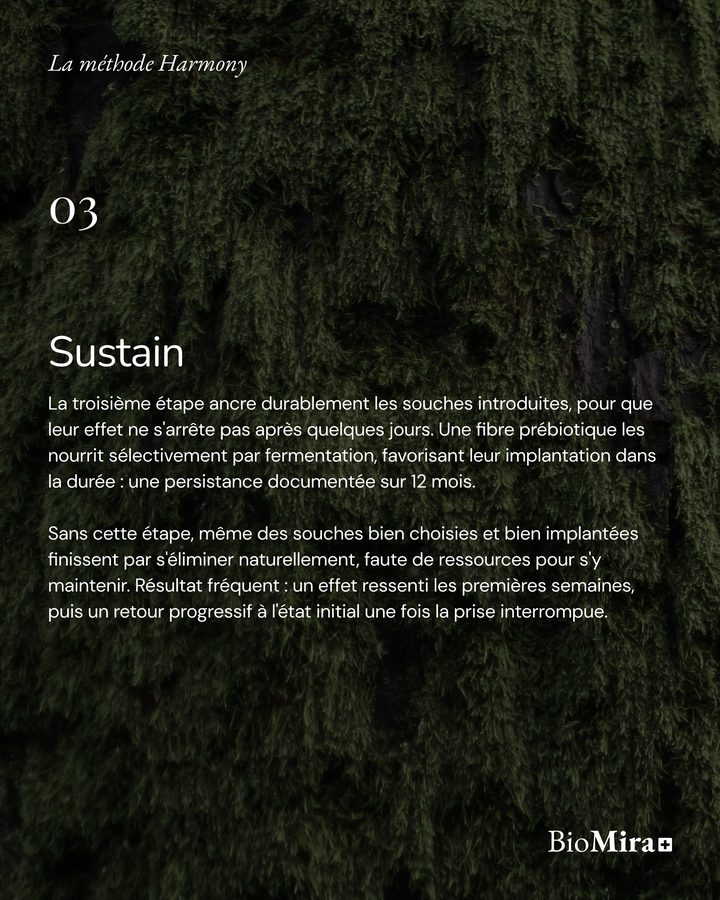 La méthode Harmony
03
Sustain
La troisième étape ancre durablement les souches introduites, pour que
leur effet ne s'arrête pas après quelques jours. Une fibre prébiotique les
nourrit sélectivement par fermentation, favorisant leur implantation dans
la durée : une persistance documentée sur 12 mois.
Sans cette étape, même des souches bien choisies et bien implantées
finissent par s'éliminer naturellement, faute de ressources pour s'y
maintenir. Résultat fréquent : un effet ressenti les premières semaines,
puis un retour progressif à l'état initial une fois la prise interrompue.
BioMira